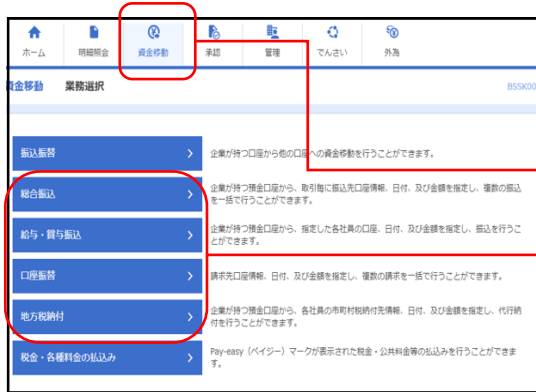 ホーム 明細照会 資金移動 承認 管理 でんさい 外為
資金移動 業務選択 BSSK00
振込振替
企業が持つ口座から他の口座への資金移動を行うことができます。
総合振込
企業が持つ預金口座から、取引毎に振込先口座情報、日付、及び金額を指定し、複数の振込
を一括で行うことができます。
給与・賞与振込
企業が持つ預金口座から、指定した各社員の口座、日付、及び金額を指定し、振込を行うこ
とができます。
口座振替
請求先口座情報、日付、及び金額を指定し、複数の請求を一括で行うことができます。
地方税納付
企業が持つ預金口座から、各社員の市町村税納付先情報、日付、及び金額を指定し、代行納
付を行うことができます。
税金・各種料金の払込み
Pay-easy（ペイジー）マークが表示された税金・公共料金等の払込みを行うことができま
す。